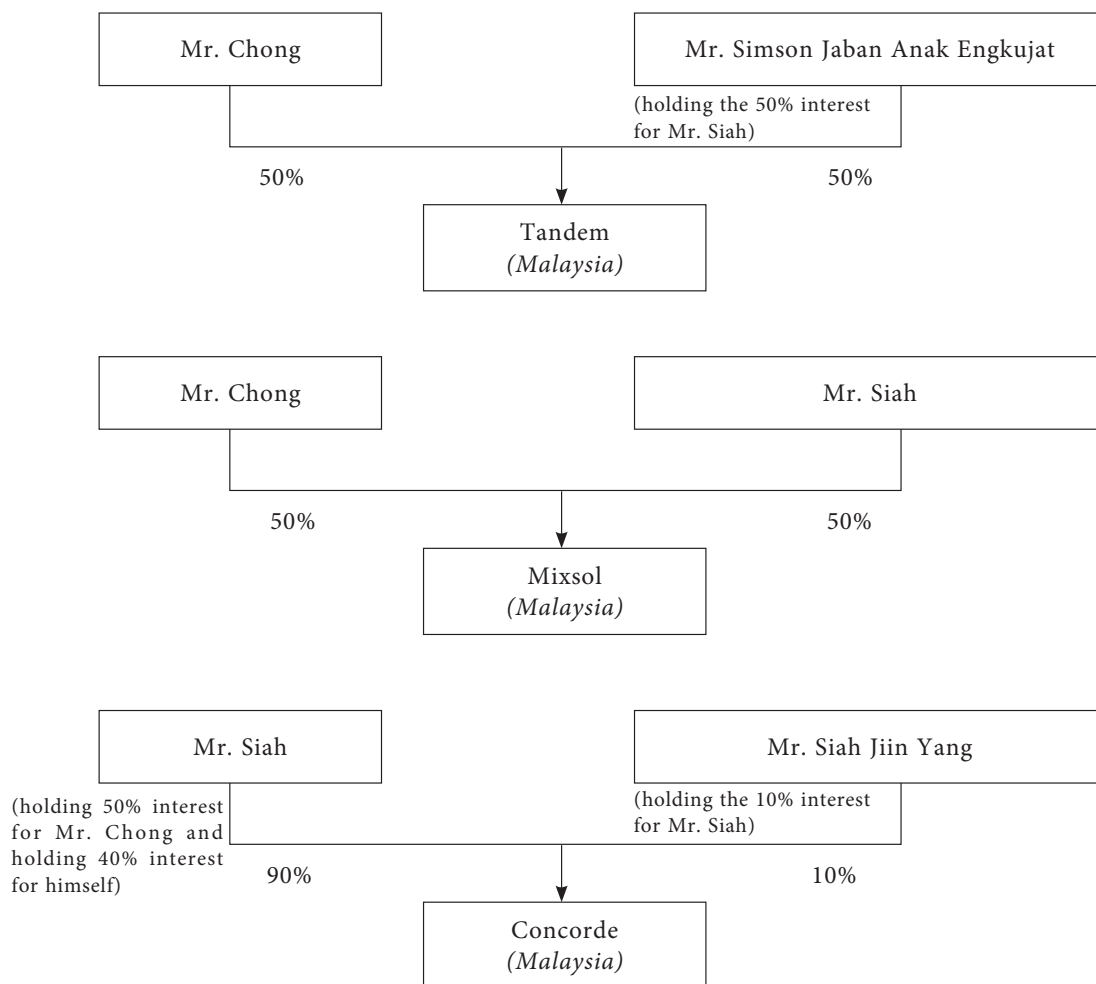 Mr. Chong
Mr. Simson Jaban Anak Engkujat
(holding the 50% interest
for Mr. Siah)
50%
50%
Tandem
(Malaysia)
Mr. Chong
Mr. Siah
50%
50%
Mixsol
(Malaysia)
Mr. Siah
Mr. Siah Jiin Yang
(holding 50% interest
for Mr. Chong and
holding 40% interest
for himself)
(holding the 10% interest
for Mr. Siah)
90%
10%
Concorde
(Malaysia)